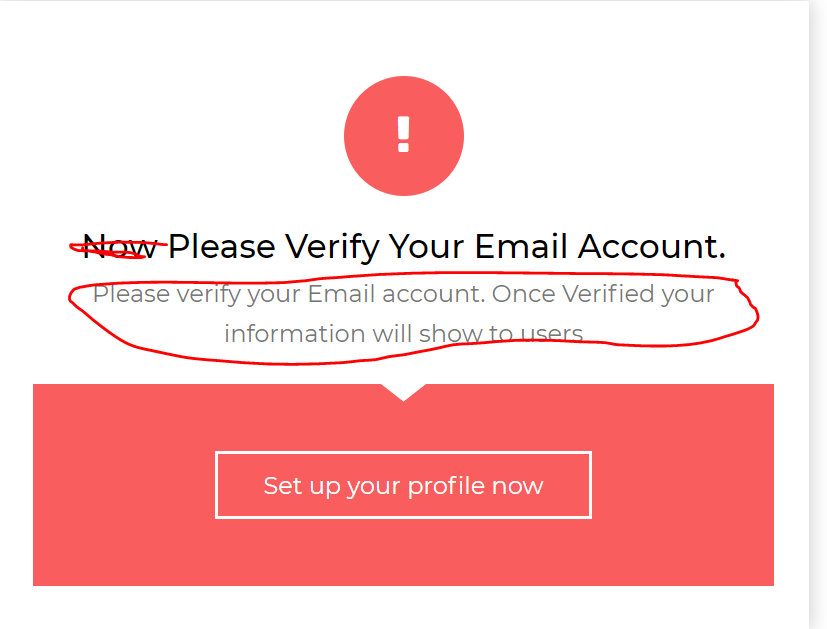 !
Now Please Verify Your Email Account.
Please verify your Email account. Once Verified your
information will show to users
Set up your profile now